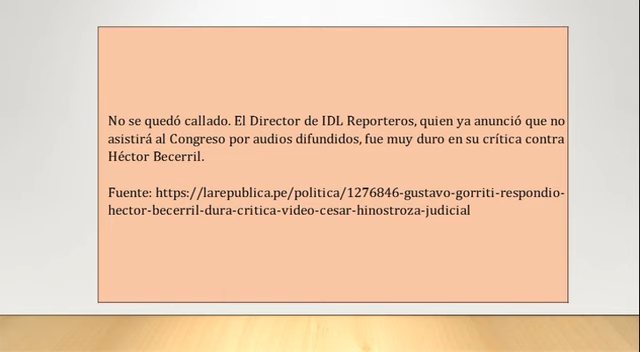 No se quedó callado. El Director de IDL Reporteros, quien ya anunció que no
asistirá al Congreso por audios difundidos, fue muy duro en su crítica contra
Héctor Becerril.
Fuente: https://larepublica.pe/politica/1276846-gustavo-gorriti-respondio-
hector-becerril-dura-critica-video-cesar-hinostroza-judicial